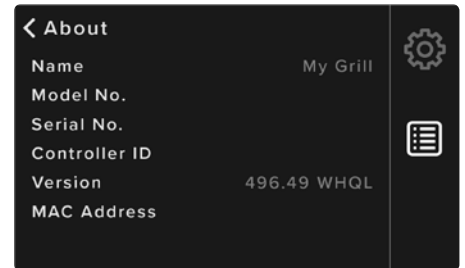 About
Name My Grill
Model No.
Serial No.
Controller ID
Version 496.49 WHQL
MAC Address